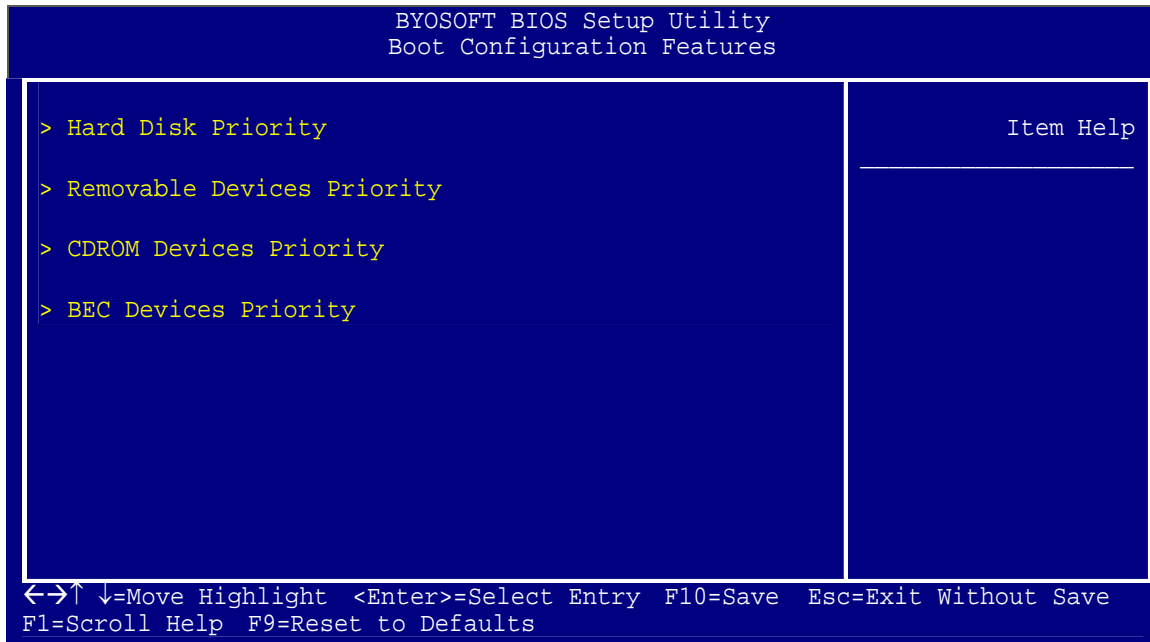 BYOSOFT BIOS Setup Utility
Boot Configuration Features
> Hard Disk Priority
> Removable Devices Priority
> CDROM Devices Priority
> BEC Devices Priority
Item Help
←→↑ ↓=Move Highlight <Enter>=Select Entry F10=Save Esc=Exit Without Save
F1=Scroll Help F9=Reset to Defaults